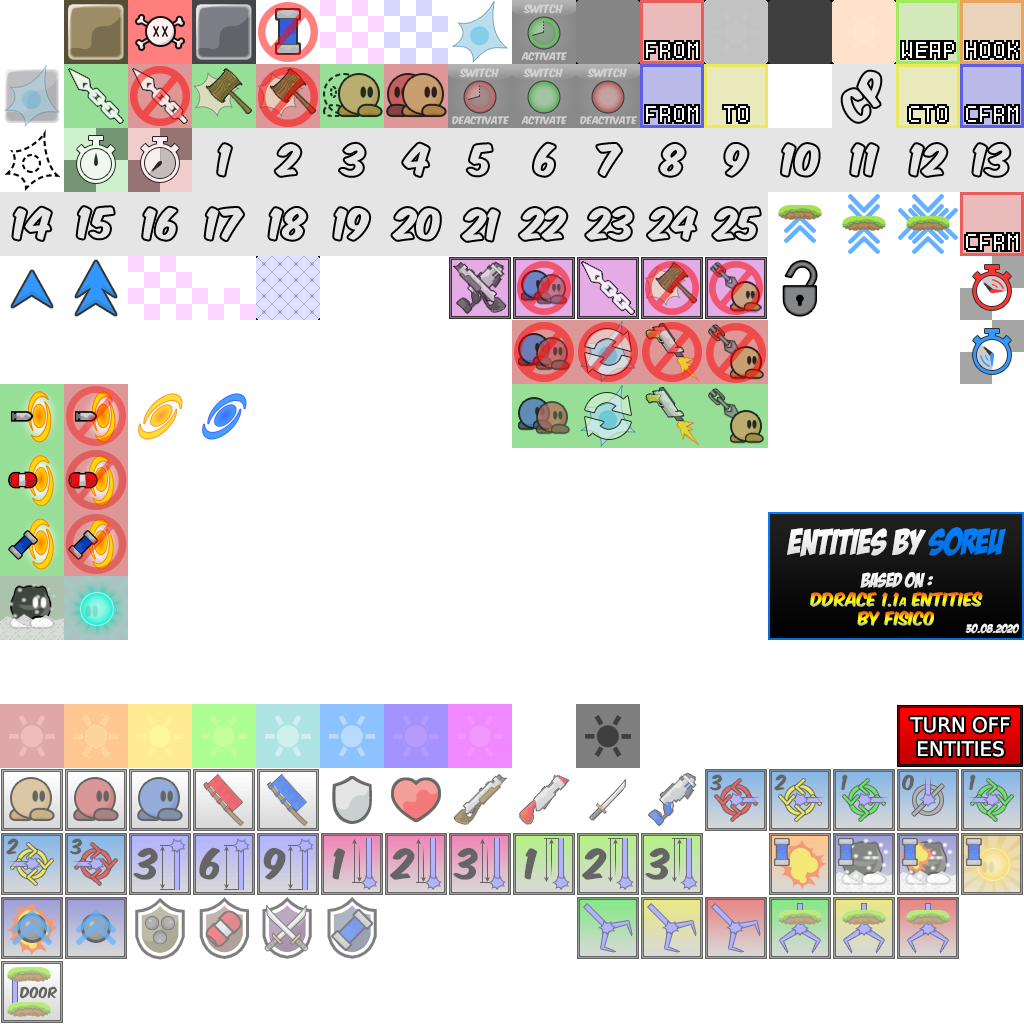 SWITCH
ACTIVATE
FROM
WEAP
HOOK
SWITCH
DEACTIVATE
SWITCH
ACTIVATE
SWITCH
DEACTIVATE
FROM
TO
CP
CTO
CFRM
1 2 3 4 5 6 7 8 9 10 11 12 13
14 15 16 17 18 19 20 21 22 23 24 25
CFRM
ENTITIES BY SOREU
BASED ON :
DDRACE 1.1A ENTITIES
BY FISICO
30.08.2020
TURN OFF
ENTITIES
3 2 1 0 1
2 3 3 6 9 1 2 3 1 2 3
DOOR